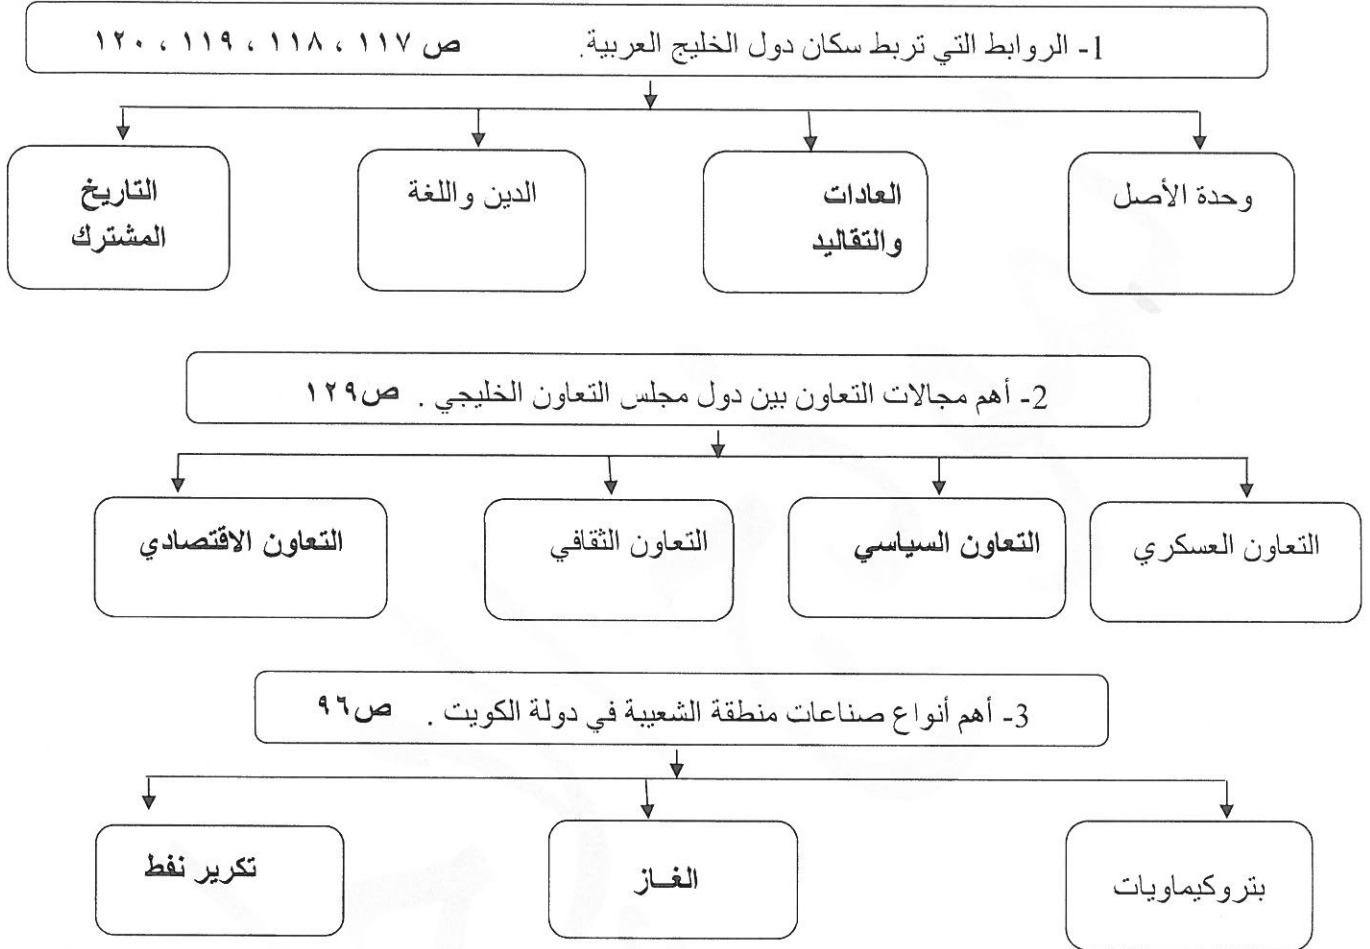 1- الروابط التي تربط سكان دول الخليج العربية. ص ١١٧ ، ١١٨ ، ١١٩ ، ١٢٠
وحدة الأصل
العادات
والتقاليد
الدين واللغة
التاريخ
المشترك
2- أهم مجالات التعاون بين دول مجلس التعاون الخليجي . ص١٢٩
التعاون العسكري
التعاون السياسي
التعاون الثقافي
التعاون الاقتصادي
3- أهم أنواع صناعات منطقة الشعيبة في دولة الكويت . ص٩٦
بتروكيماويات
الغـاز
تكرير نفط